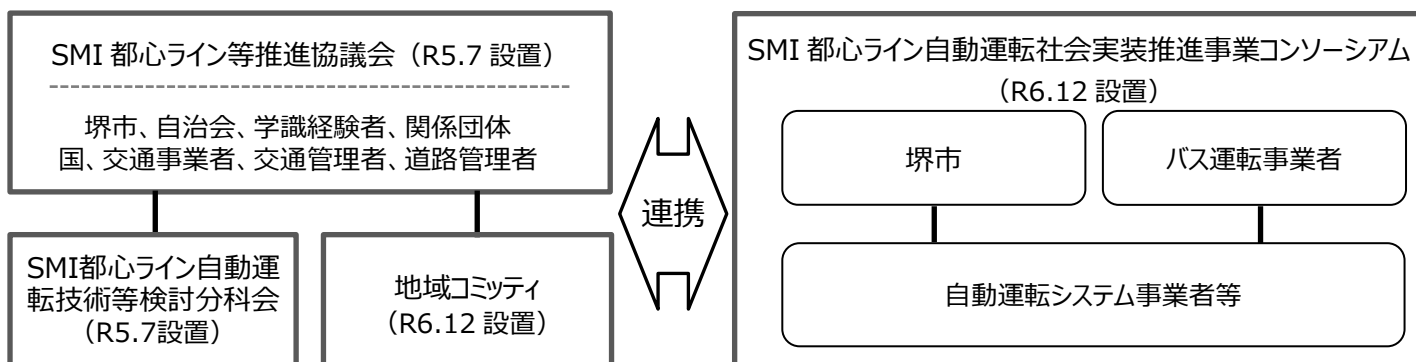 SMI 都心ライン等推進協議会（R5.7 設置）
堺市、自治会、学識経験者、関係団体
国、交通事業者、交通管理者、道路管理者
SMI都心ライン自動運
転技術等検討分科会
（R5.7設置）
地域コミッティ
（R6.12 設置）
連携
SMI 都心ライン自動運転社会実装推進事業コンソーシアム
（R6.12 設置）
堺市
バス運転事業者
自動運転システム事業者等